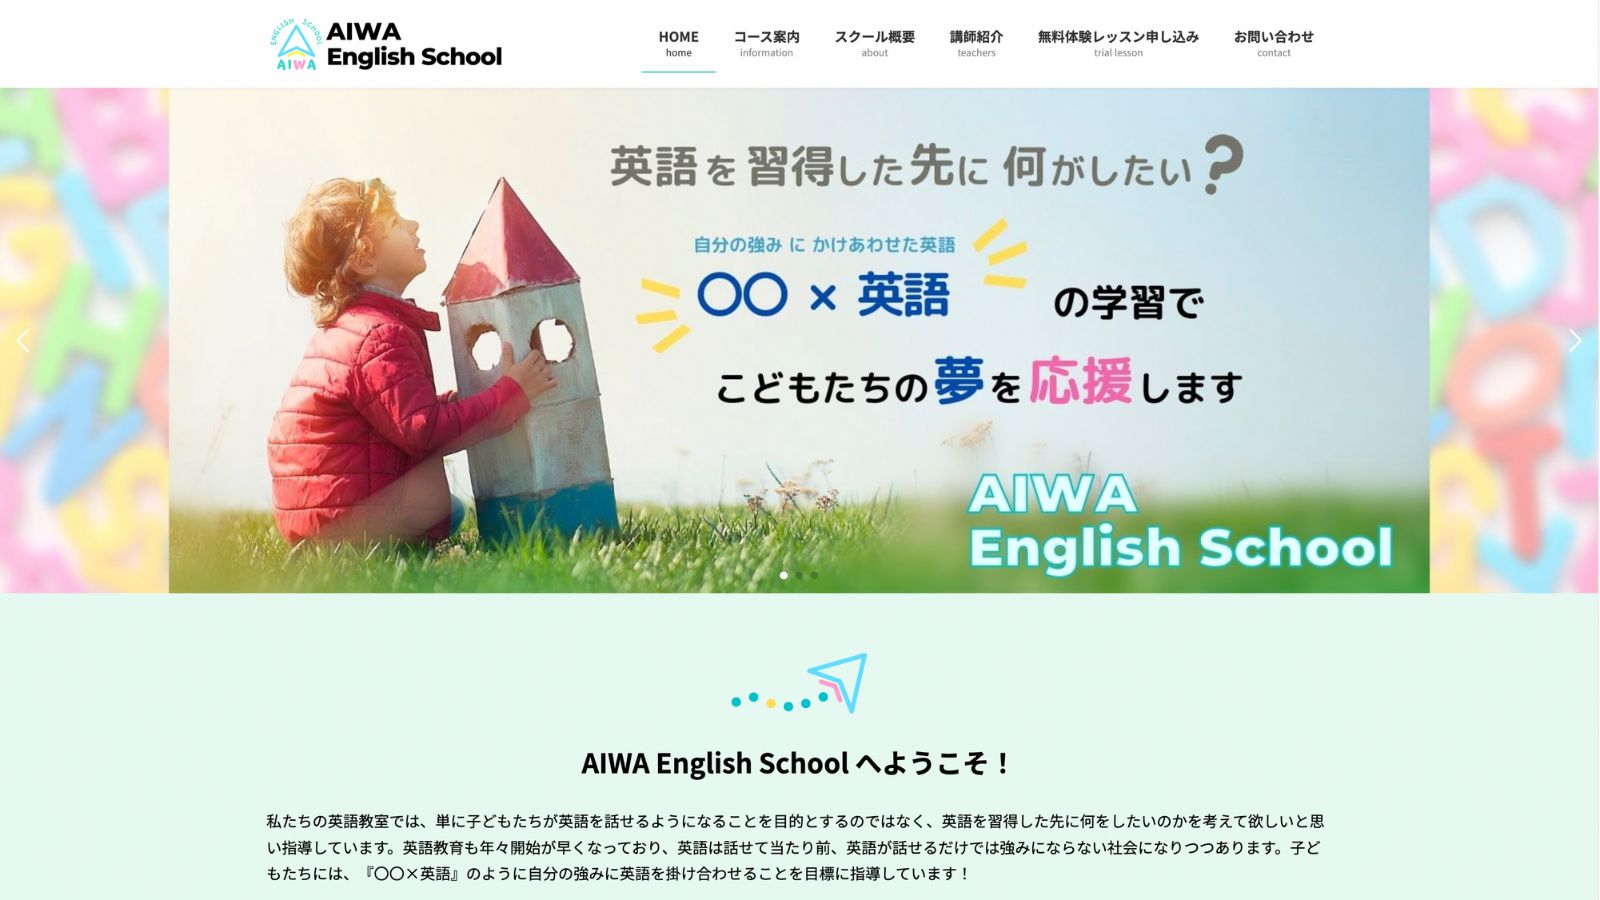 ENGLISH SCHOOL
AIWA
AIWA
English School
HOME
home
コース案内
information
スクール概要
about
講師紹介
teachers
無料体験レッスン申し込み
trial lesson
お問い合わせ
contact
英語を習得した先に何がしたい?
自分の強み に かけあわせた英語
〇〇 × 英語 の学習で
こどもたちの夢を応援します
AIWA
English School
AIWA English School へようこそ！
私たちの英語教室では、単に子どもたちが英語を話せるようになることを目的とするのではなく、英語を習得した先に何をしたいのかを考えて欲しいと思
い指導しています。英語教育も年々開始が早くなっており、英語は話せて当たり前、英語が話せるだけでは強みにならない社会になりつつあります。子ど
もたちには、『〇〇×英語』のように自分の強みに英語を掛け合わせることを目標に指導しています！